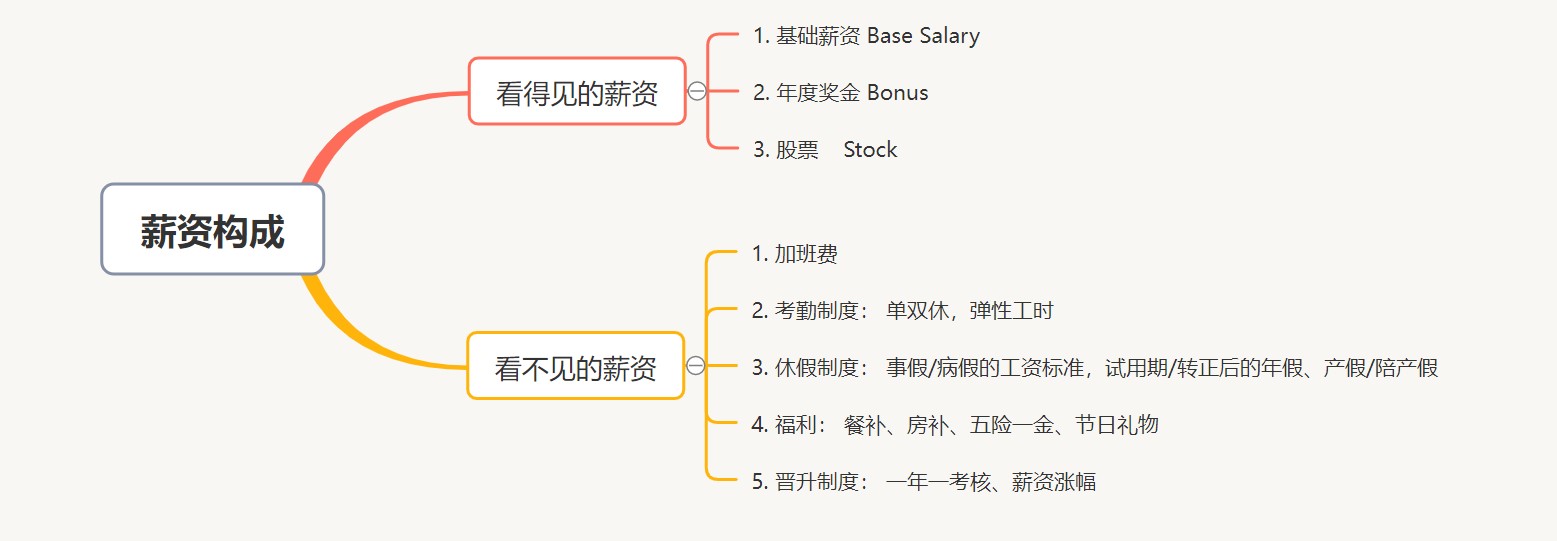 薪资构成
看得见的薪资
1. 基础薪资 Base Salary
2. 年度奖金 Bonus
3. 股票 Stock
看不见的薪资
1. 加班费
2. 考勤制度： 单双休，弹性工时
3. 休假制度： 事假/病假的工资标准，试用期/转正后的年假、产假/陪产假
4. 福利： 餐补、房补、五险一金、节日礼物
5. 晋升制度： 一年一考核、薪资涨幅